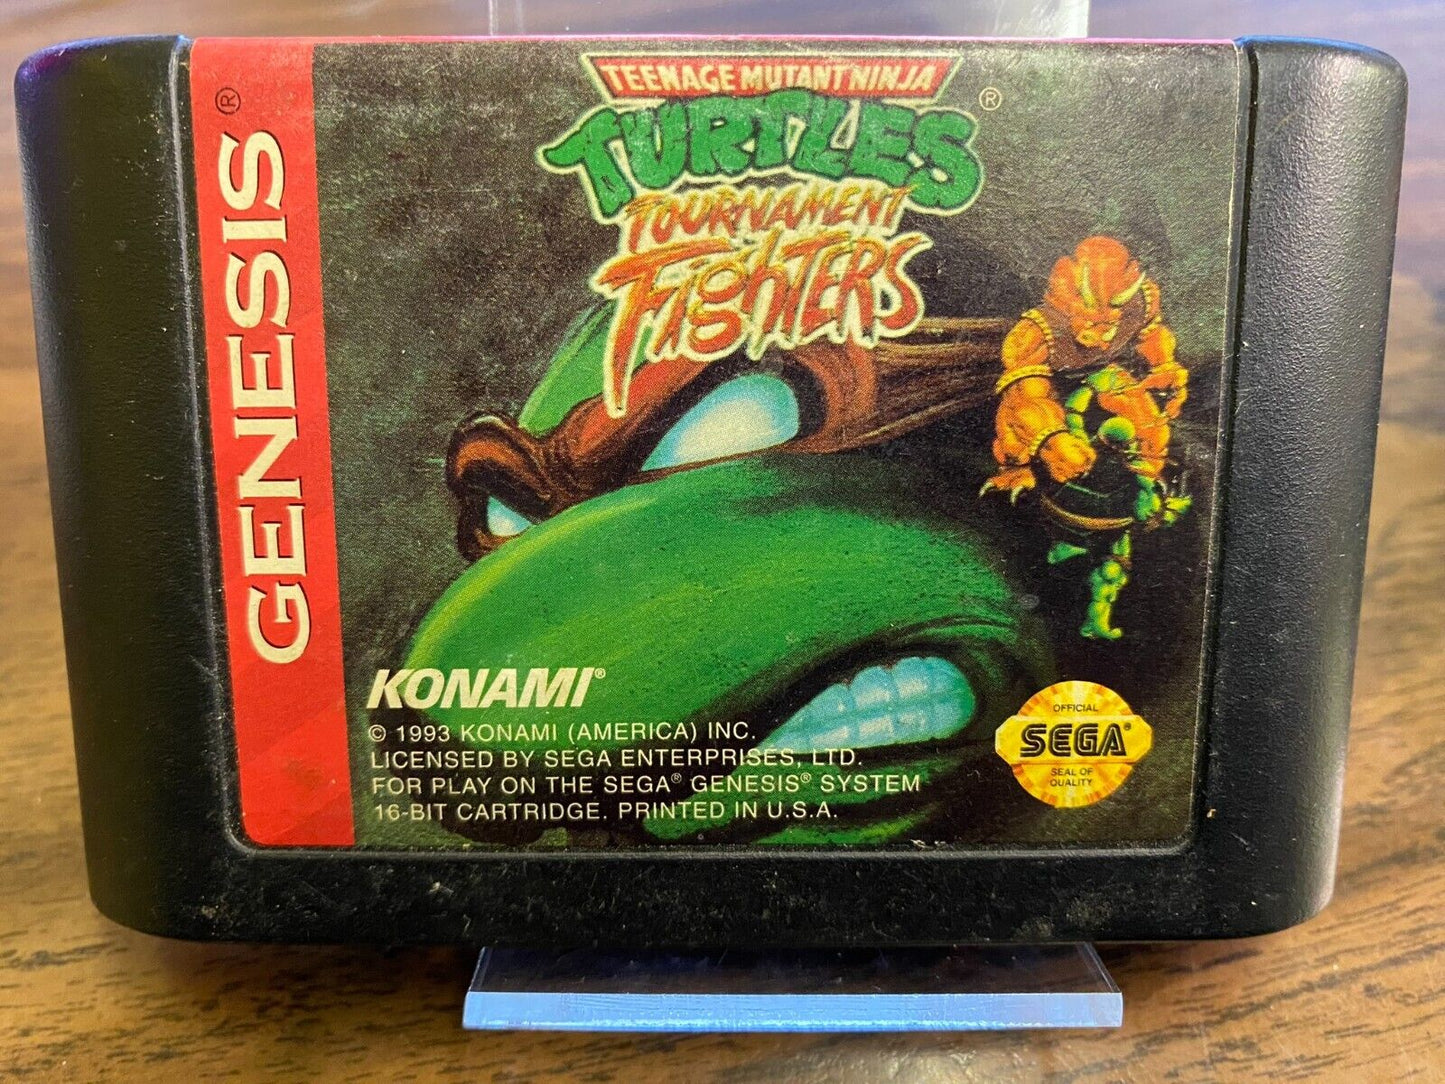 GENESIS®
TEENAGE MUTANT NINJA
TURTLES®
TOURNAMENT
FIGHTERS
KONAMI®
© 1993 KONAMI (AMERICA) INC.
LICENSED BY SEGA ENTERPRISES, LTD.
FOR PLAY ON THE SEGA® GENESIS® SYSTEM
16-BIT CARTRIDGE. PRINTED IN U.S.A.
OFFICIAL
SEGA®
SEAL OF
QUALITY